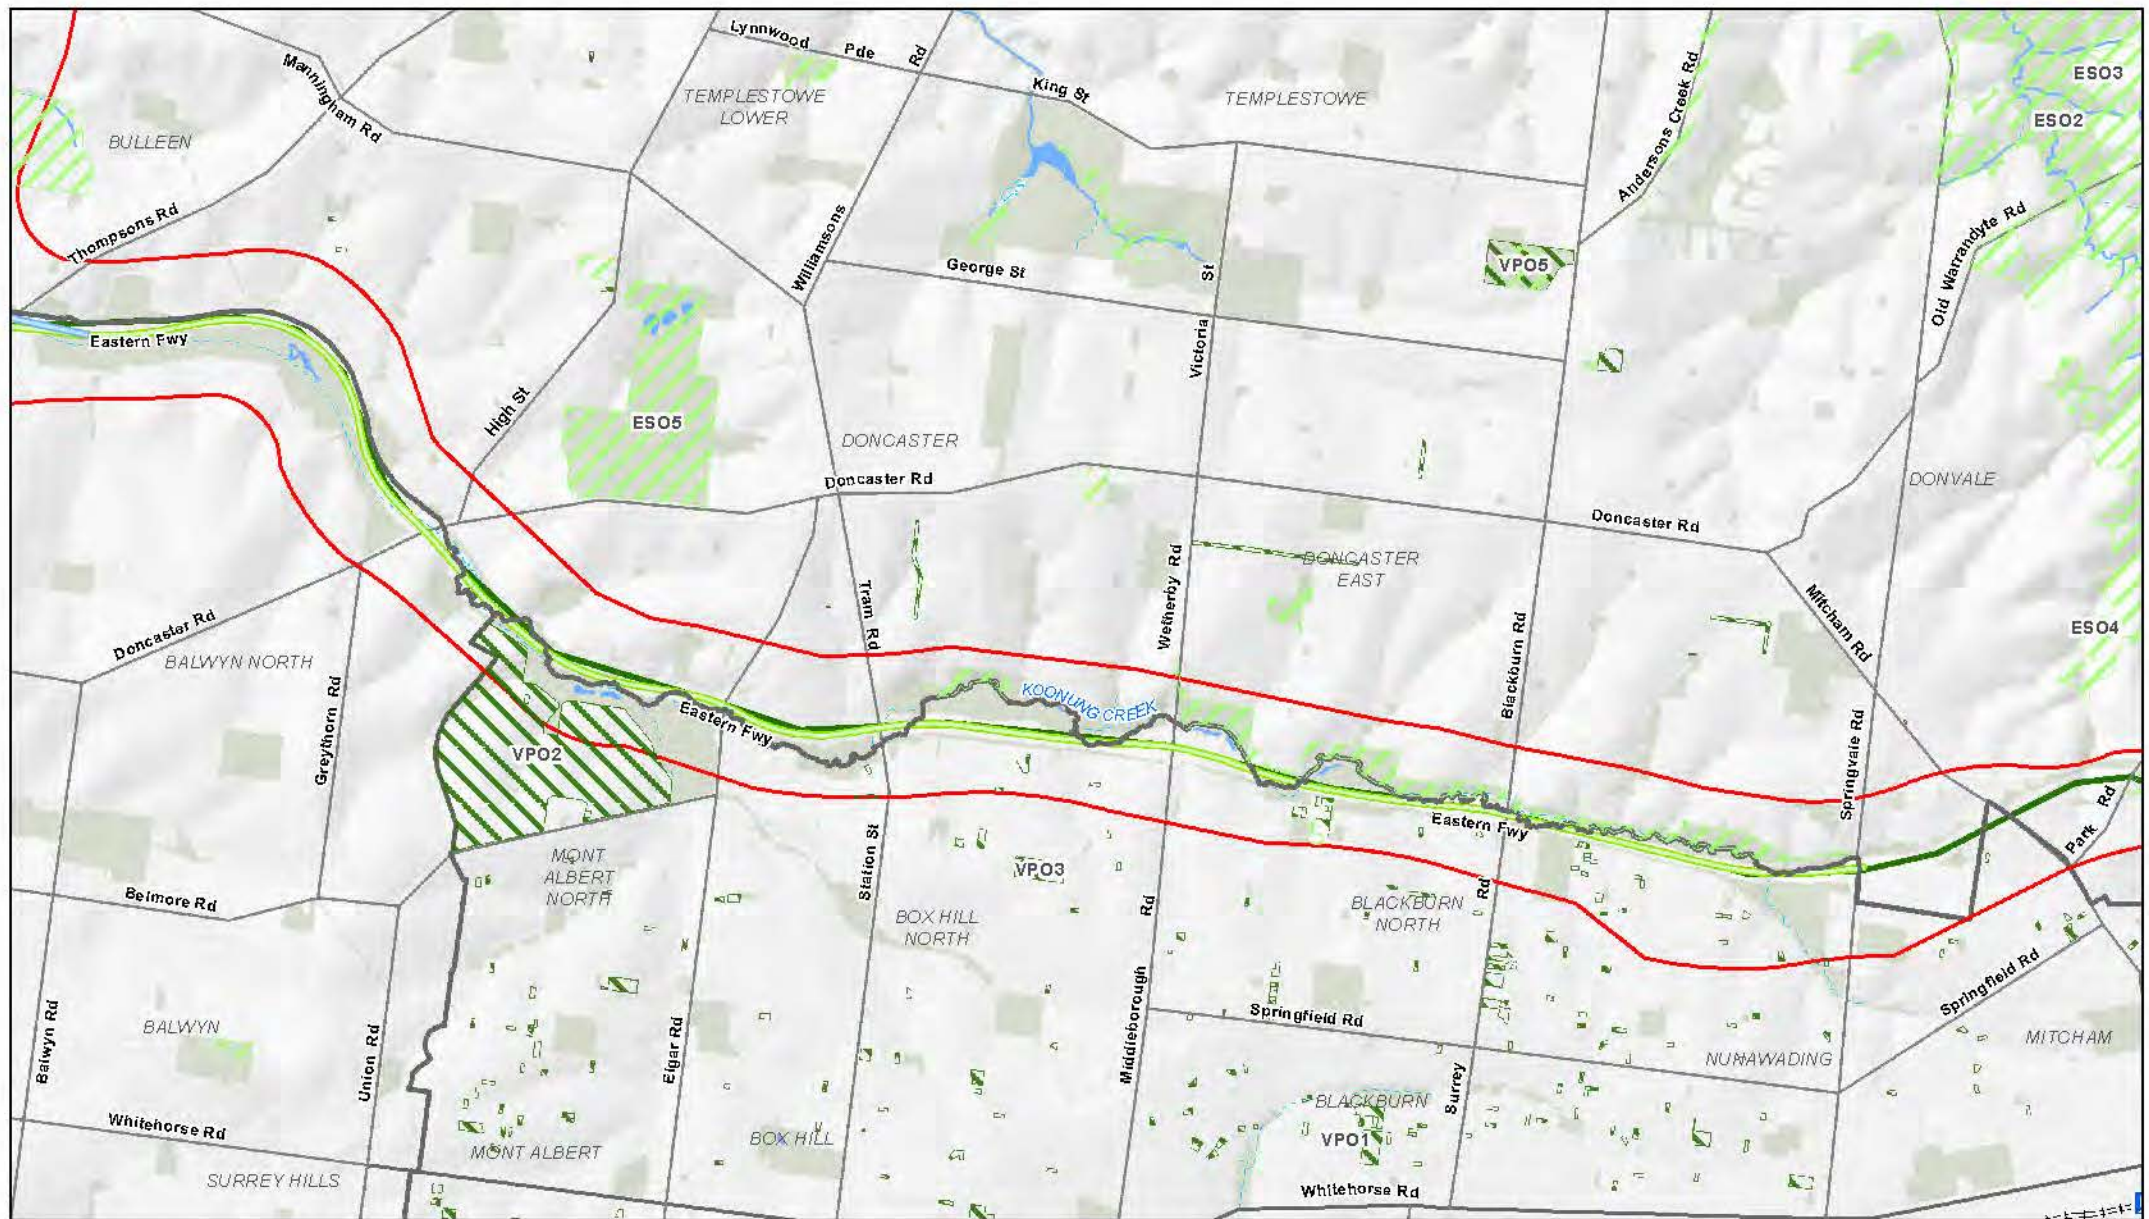 Lynnwood Pde
Rd
King St
Manningham Rd
TEMPLESTOWE
LOWER
TEMPLESTOWE
Andersons Creek Rd
ESO3
ESO2
BULLEEN
Thompsons Rd
Williamsons
George St
St
VPO5
Old Warrandyte Rd
Eastern Fwy
Victoria
High St
ESO5
DONCASTER
Doncaster Rd
DONVALE
Doncaster Rd
DONCASTER
EAST
Wetherby Rd
Tram Rd
Mitcham Rd
Blackburn Rd
ESO4
Doncaster Rd
BALWYN NORTH
Greythorn Rd
KOONUNG CREEK
Eastern Fwy
VPO2
Springvale Rd
Eastern Fwy
Park Rd
MONT
ALBERT
NORTH
Station St
VPO3
Belmore Rd
BOX HILL
NORTH
Rd
Rd
BLACKBURN
NORTH
Middleborough
Springfield Rd
Springfield Rd
BALWYN
Balwyn Rd
Union Rd
Elgar Rd
NUNAWADING
MITCHAM
Surrey
BLACKBURN
VPO1
Whitehorse Rd
MONT ALBERT
BOX HILL
SURREY HILLS
Whitehorse Rd